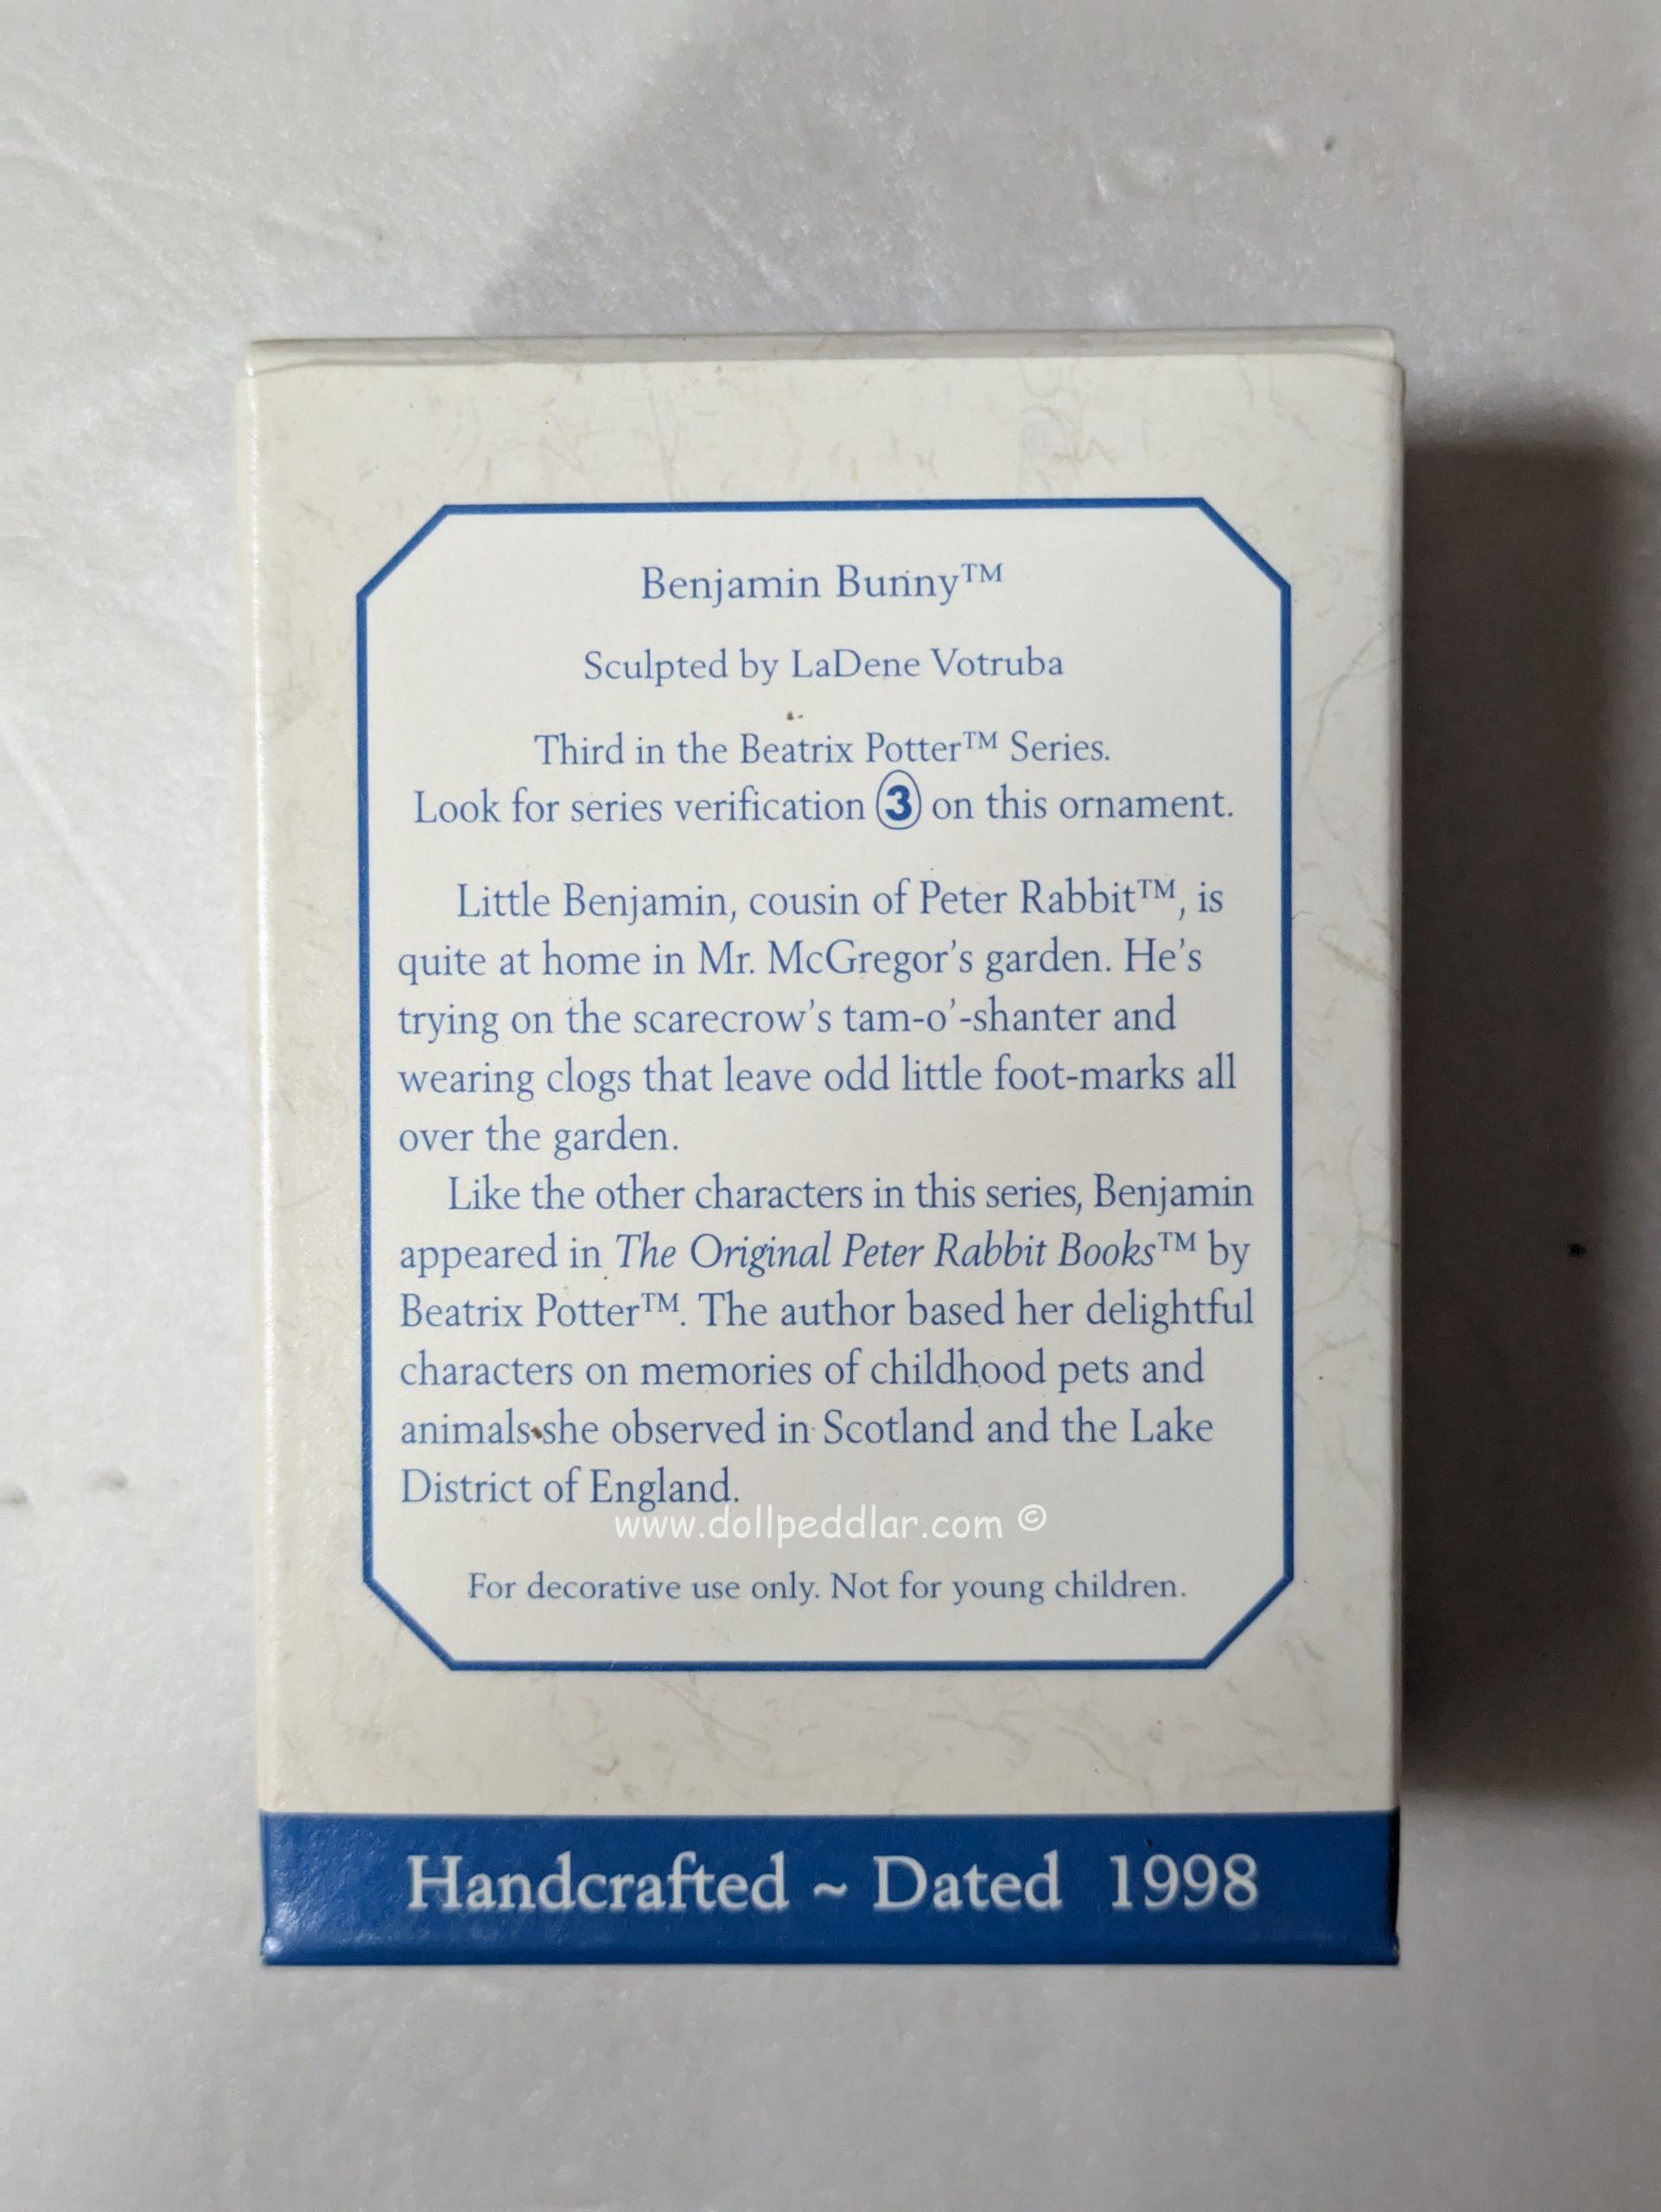 Benjamin Bunny™
Sculpted by LaDene Votruba
Third in the Beatrix Potter™ Series.
Look for series verification 3 on this ornament.
Little Benjamin, cousin of Peter Rabbit™, is
quite at home in Mr. McGregor's garden. He's
trying on the scarecrow's tam-o'-shanter and
wearing clogs that leave odd little foot-marks all
over the garden.
Like the other characters in this series, Benjamin
appeared in The Original Peter Rabbit Books™ by
Beatrix Potter™. The author based her delightful
characters on memories of childhood pets and
animals she observed in Scotland and the Lake
District of England.
www.dollpeddlar.com ©
For decorative use only. Not for young children.
Handcrafted ~ Dated 1998